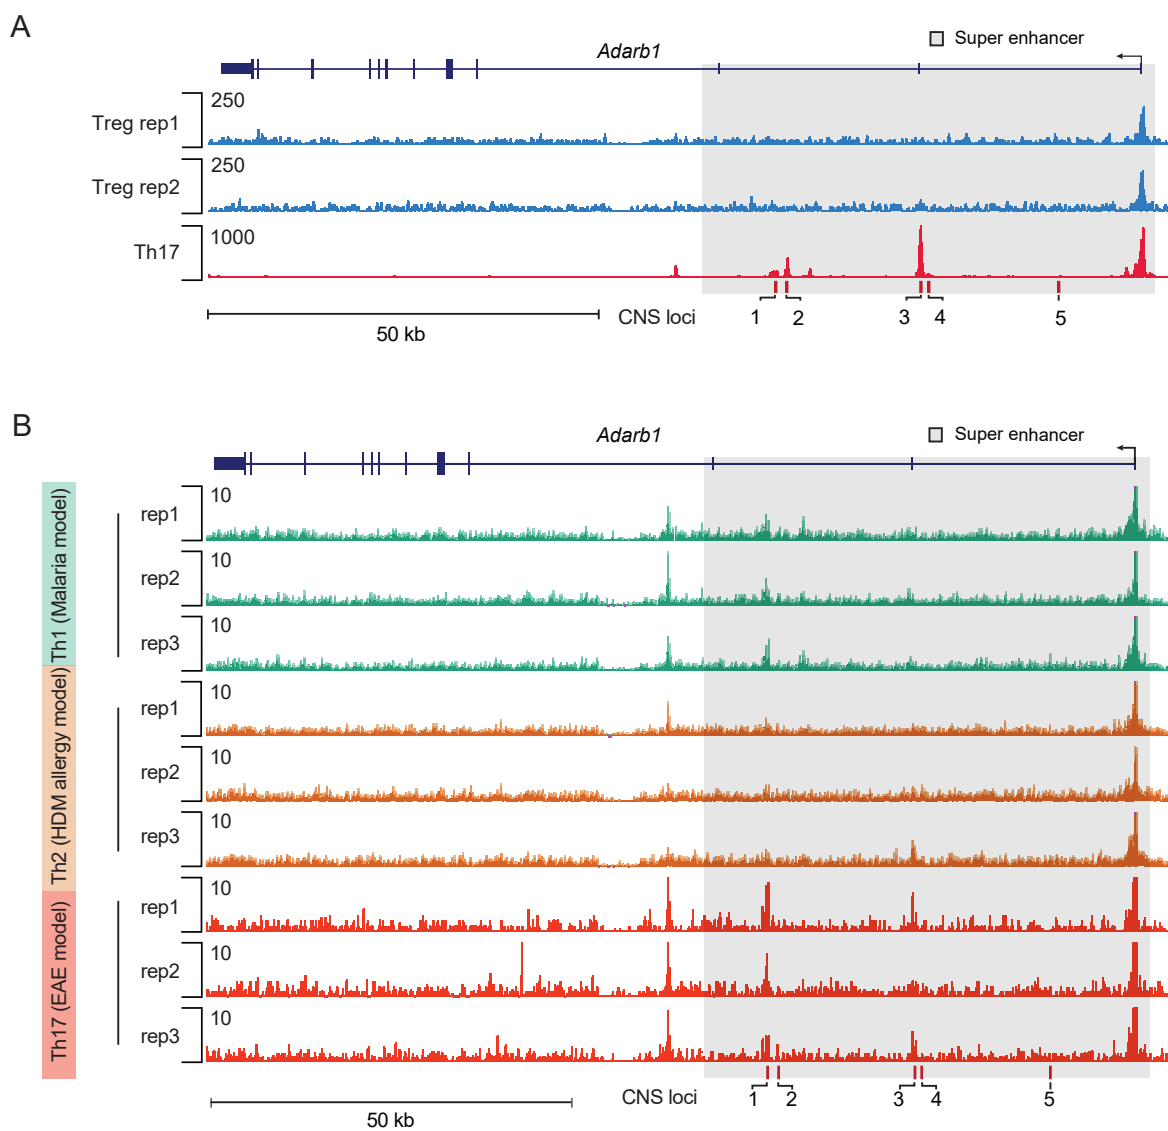 A
Adarb1
Super enhancer
Treg rep1
250
Treg rep2
250
Th17
1000
CNS loci
1
2
3
4
5
50 kb
B
Adarb1
Super enhancer
Th1 (Malaria model)
rep1
10
rep2
10
rep3
10
Th2 (HDM allergy model)
rep1
10
rep2
10
rep3
10
Th17 (EAE model)
rep1
10
rep2
10
rep3
10
CNS loci
1
2
3
4
5
50 kb